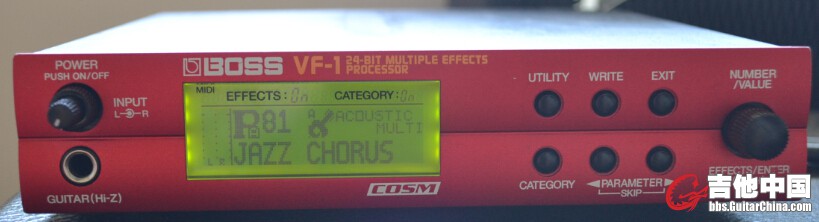 POWER
PUSH ON/OFF
INPUT
L R
GUITAR(Hi-Z)
BOSS VF-1 24-BIT MULTIPLE EFFECTS
PROCESSOR
MIDI
EFFECTS:On CATEGORY:On
P81 A ACOUSTIC
MULTI
JAZZ CHORUS
COSM
UTILITY WRITE EXIT
CATEGORY PARAMETER
SKIP
NUMBER
/VALUE
EFFECTS/ENTER
吉他中国
bbs.GuitarChina.com